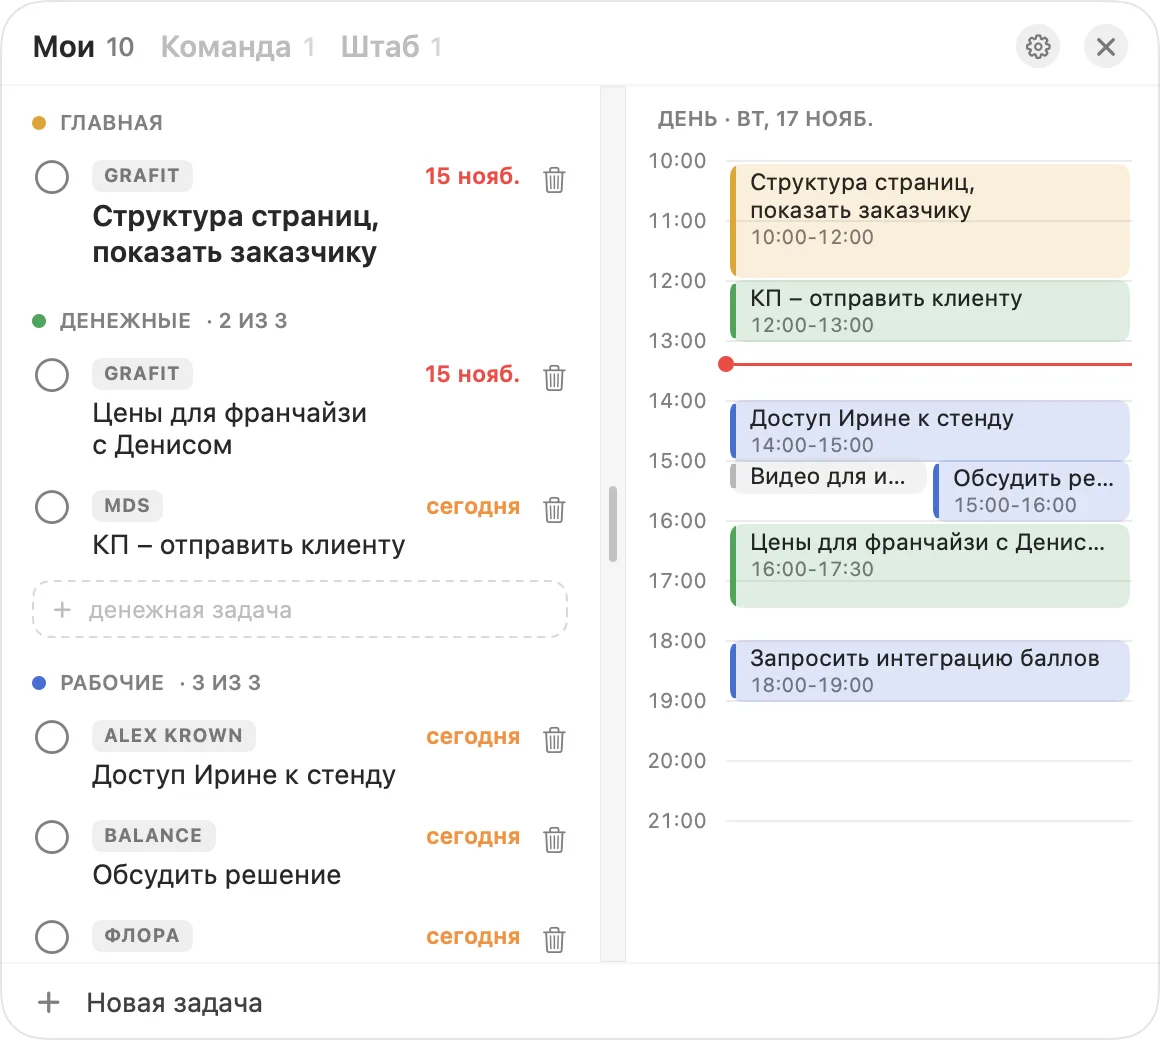 Мои 10 Команда 1 Штаб 1
ГЛАВНАЯ
GRAFIT 15 нояб.
Структура страниц,
показать заказчику
ДЕНЕЖНЫЕ · 2 ИЗ 3
GRAFIT 15 нояб.
Цены для франчайзи
с Денисом
MDS сегодня
КП – отправить клиенту
+ денежная задача
РАБОЧИЕ · 3 ИЗ 3
ALEX KROWN сегодня
Доступ Ирине к стенду
BALANCE сегодня
Обсудить решение
ФЛОРА сегодня
+ Новая задача
ДЕНЬ · ВТ, 17 НОЯБ.
10:00
Структура страниц,
показать заказчику
11:00
10:00-12:00
12:00
КП – отправить клиенту
12:00-13:00
13:00
14:00
Доступ Ирине к стенду
14:00-15:00
15:00
Видео для и...
Обсудить ре...
15:00-16:00
16:00
Цены для франчайзи с Денис...
16:00-17:30
17:00
18:00
Запросить интеграцию баллов
18:00-19:00
19:00
20:00
21:00